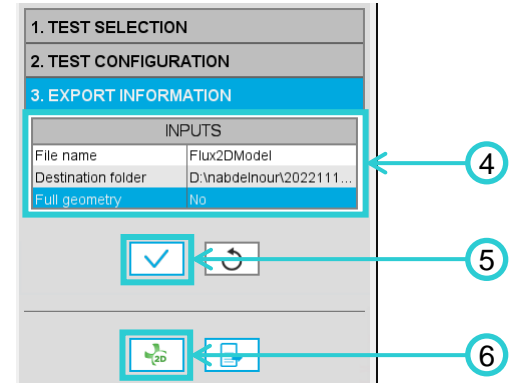 1. TEST SELECTION
2. TEST CONFIGURATION
3. EXPORT INFORMATION
INPUTS
File name Flux2DModel
Destination folder D:\nabdelnour\2022111...
Full geometry No
4
5
2D
6